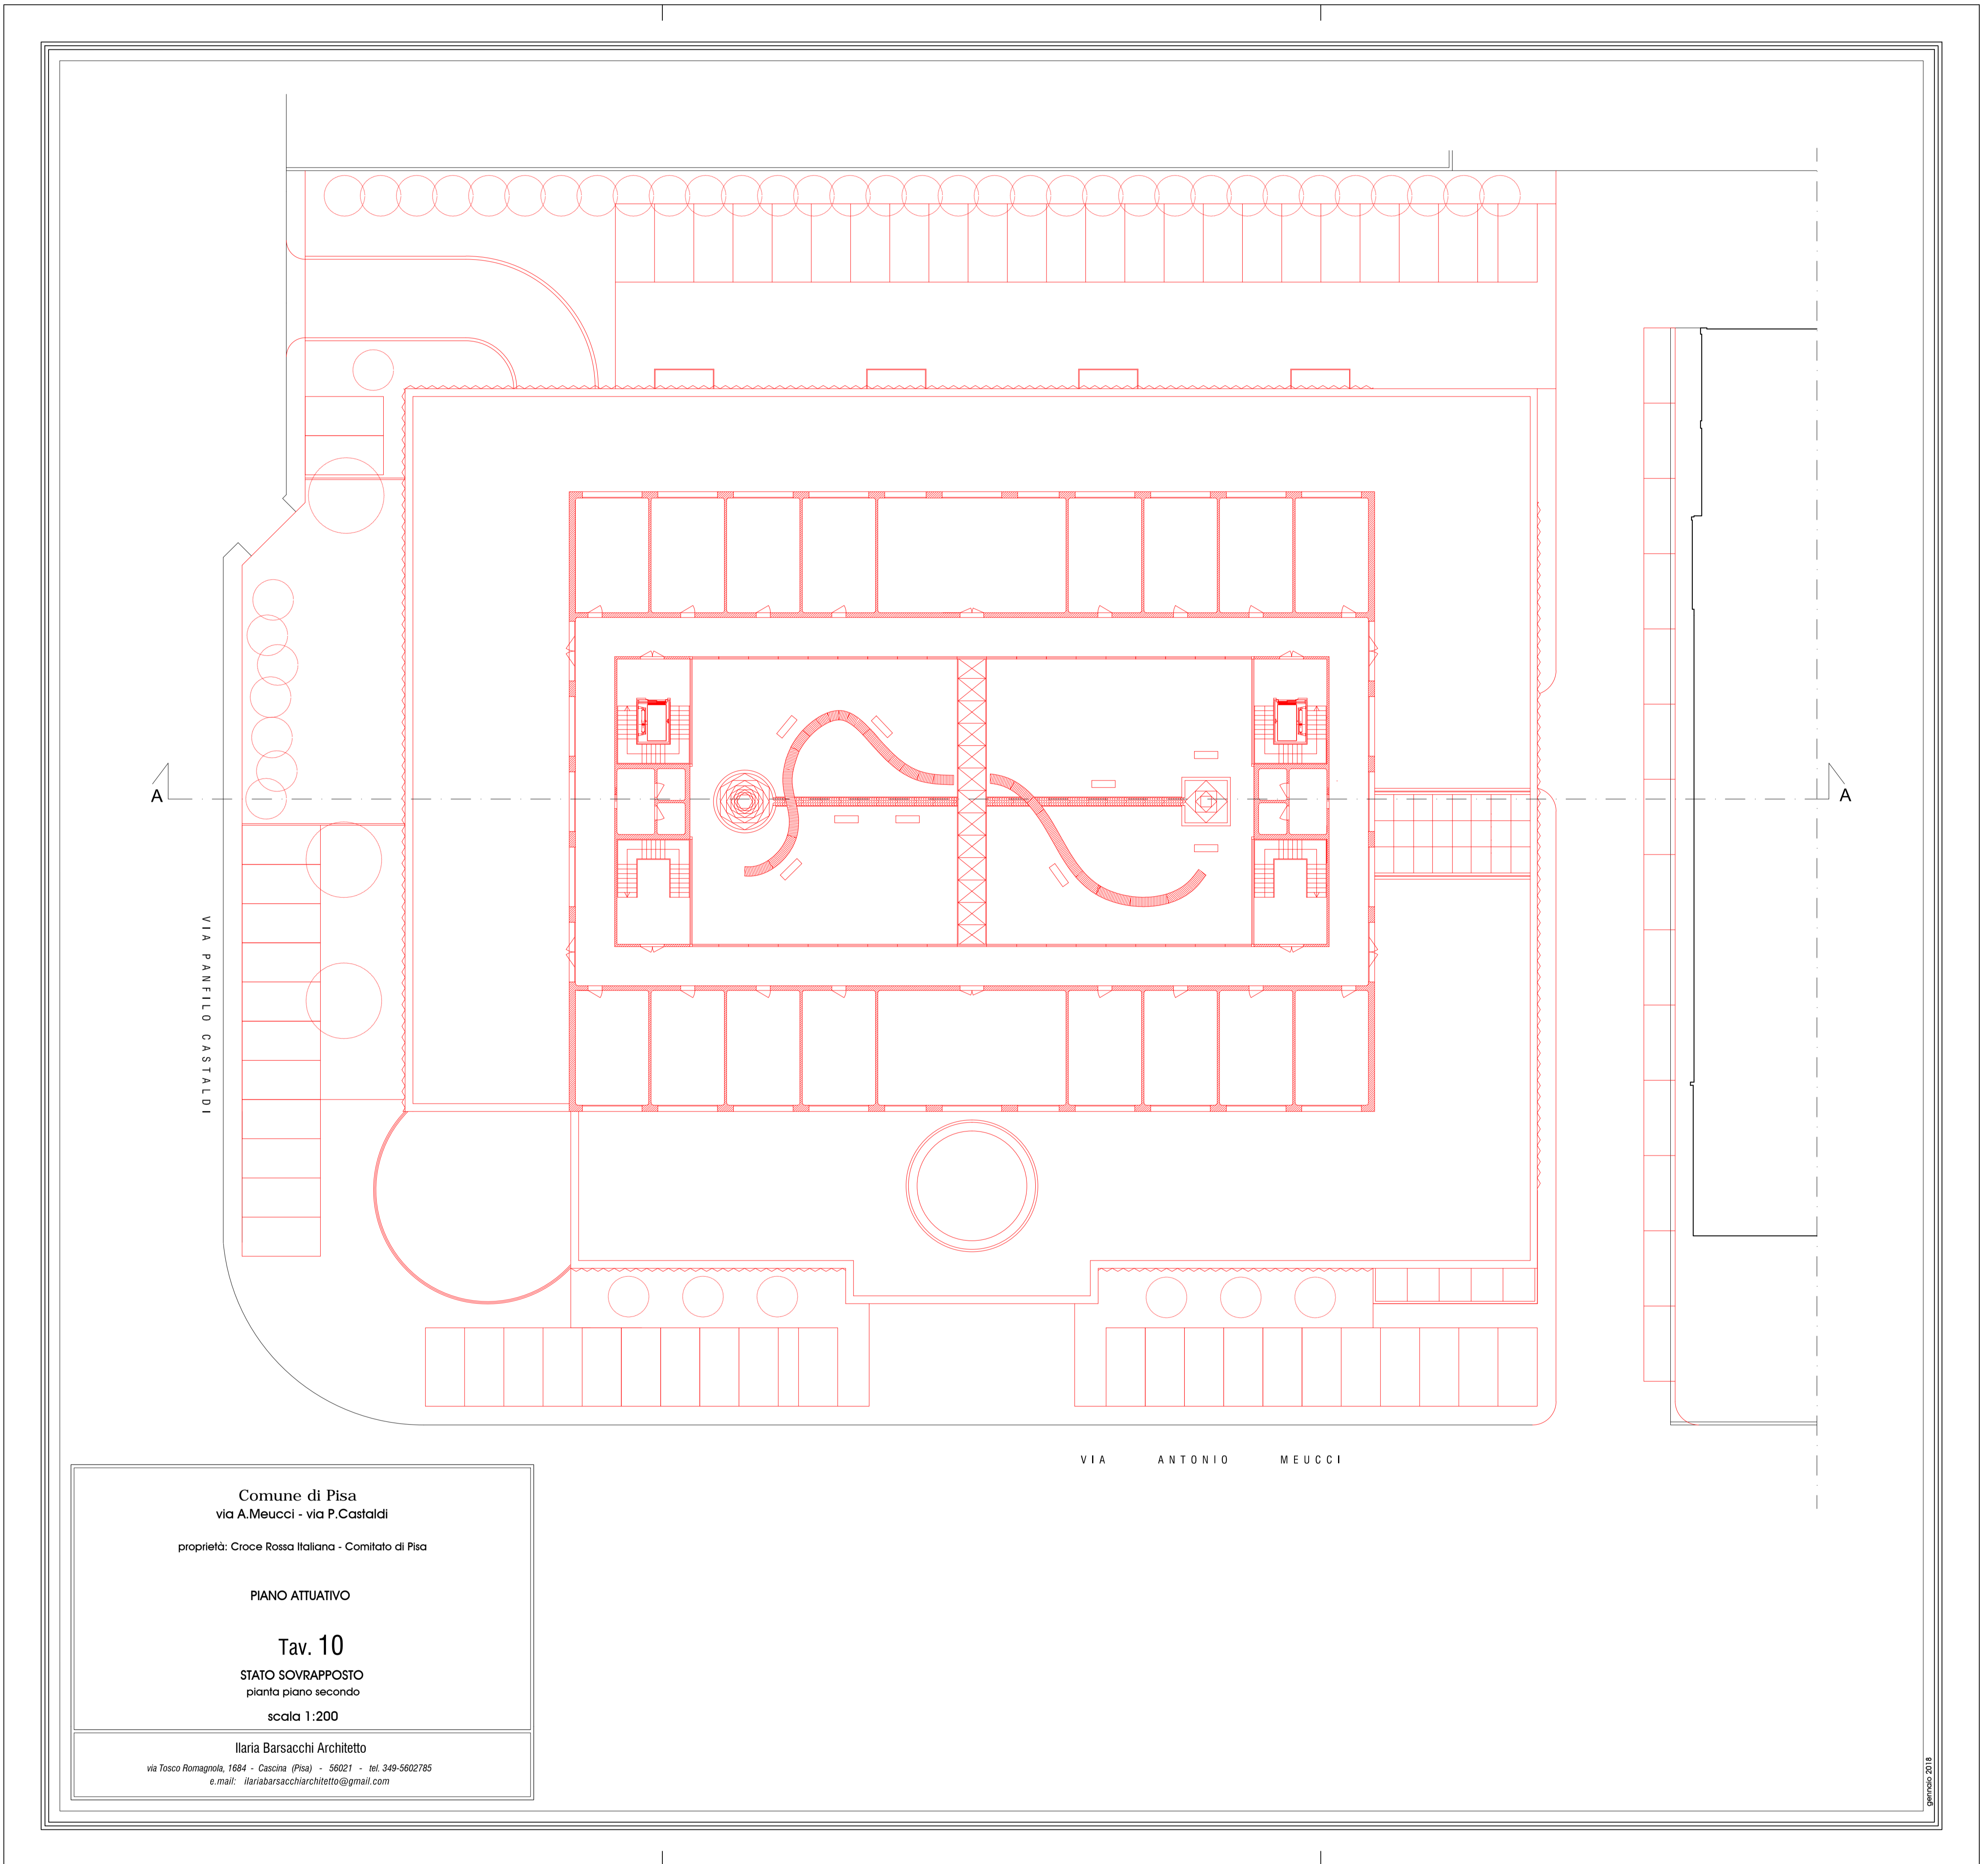 A
A
VIA PANFILO CASTALDI
VIA ANTONIO MEUCCI
Comune di Pisa
via A.Meucci - via P.Castaldi
proprietà: Croce Rossa Italiana - Comitato di Pisa
PIANO ATTUATIVO
Tav. 10
STATO SOVRAPPOSTO
pianta piano secondo
scala 1:200
Ilaria Barsacchi Architetto
via Tosco Romagnola, 1684 - Cascina (Pisa) - 56021 - tel. 349-5602785
e.mail: ilariabarsacchiarchitetto@gmail.com
gennaio 2018